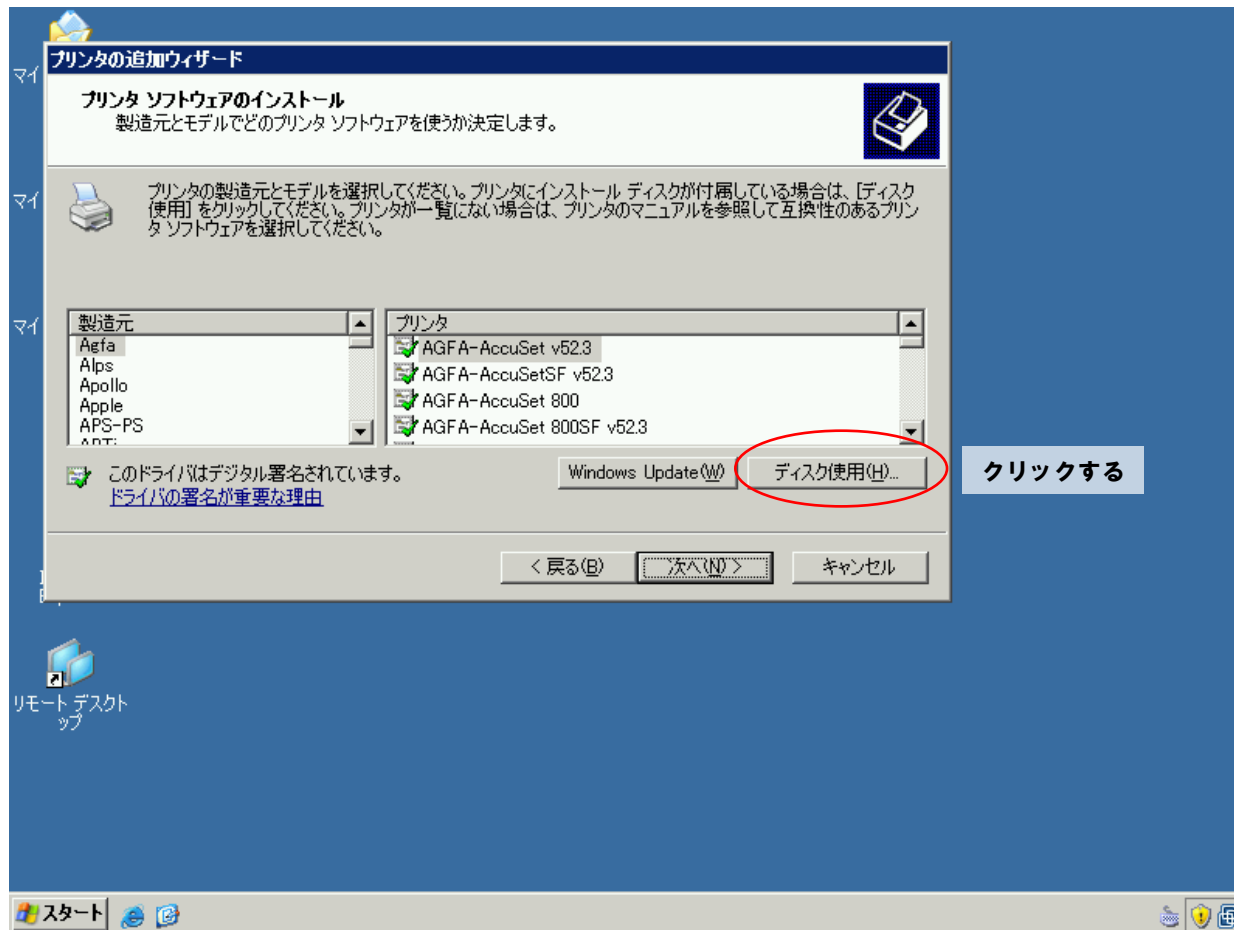 マイ
プリンタの追加ウィザード
プリンタ ソフトウェアのインストール
製造元とモデルでどのプリンタ ソフトウェアを使うか決定します。
マイ
プリンタの製造元とモデルを選択してください。プリンタにインストール ディスクが付属している場合は、[ディスク
使用] をクリックしてください。プリンタが一覧にない場合は、プリンタのマニュアルを参照して互換性のあるプリン
タ ソフトウェアを選択してください。
マイ
製造元
Agfa
Alps
Apollo
Apple
APS-PS
プリンタ
AGFA-AccuSet v52.3
AGFA-AccuSetSF v52.3
AGFA-AccuSet 800
AGFA-AccuSet 800SF v52.3
このドライバはデジタル署名されています。
ドライバの署名が重要な理由
Windows Update(W)
ディスク使用(H)...
クリックする
< 戻る(B)
次へ(N) >
キャンセル
リモート デスクト
ップ
スタート